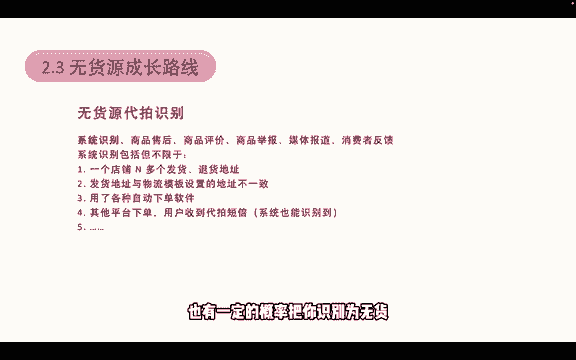 2.3 无货源成长路线
无货源代拍识别
系统识别、商品售后、商品评价、商品举报、媒体报道、消费者反馈
系统识别包括但不限于：
1. 一个店铺 N 多个发货、退货地址
2. 发货地址与物流模板设置的地址不一致
3. 用了各种自动下单软件
4. 其他平台下单，用户收到代拍短信（系统也能识别到）
5. ……
也有一定的概率把你识别为无货